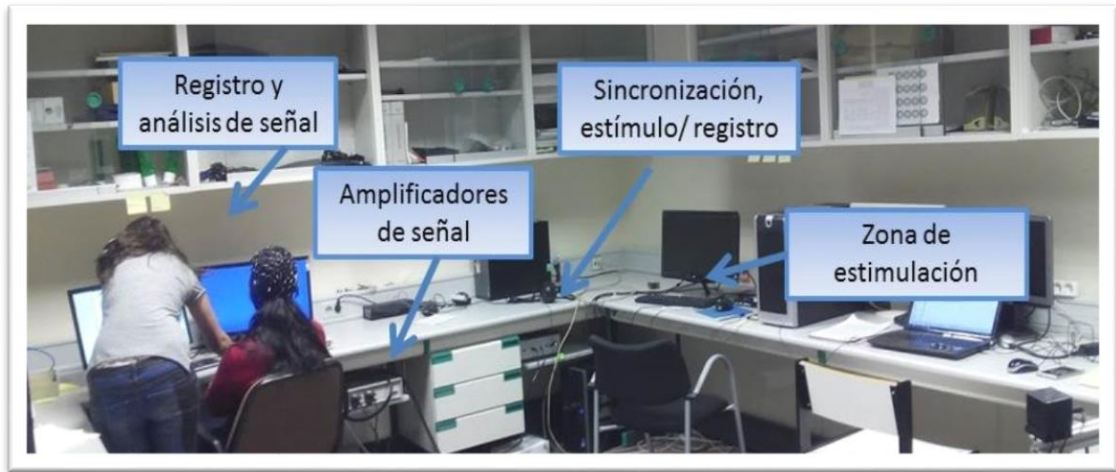 Registro y
análisis de señal
Sincronización,
estímulo/ registro
Amplificadores
de señal
Zona de
estimulación